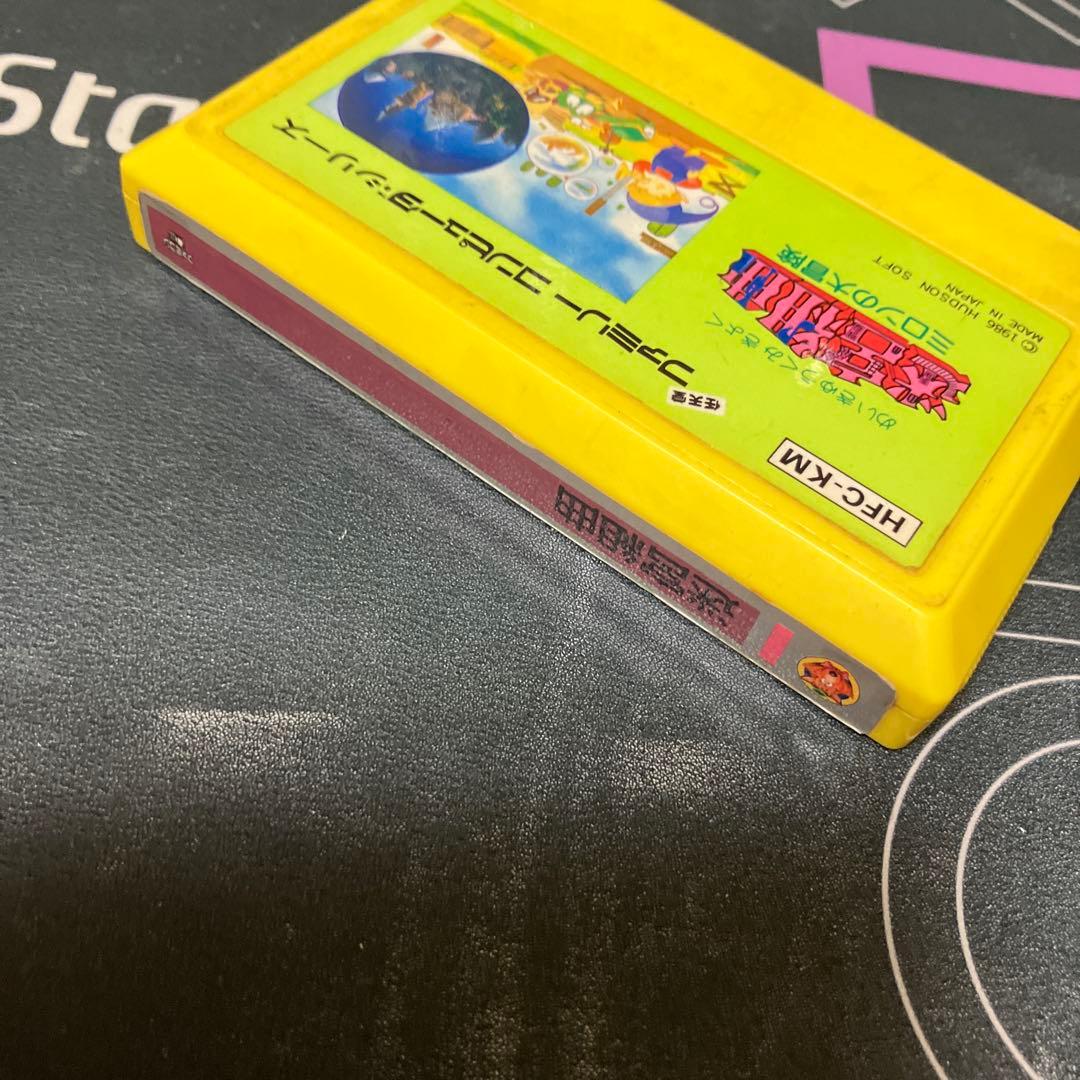 Sta
ファミリー コンピュータ・シリーズ
任天堂
めいきゅうくみきょく
迷宮組曲
ミロンの大冒険
© 1986 HUDSON SOFT
MADE IN JAPAN
HFC-KM
迷宮組曲